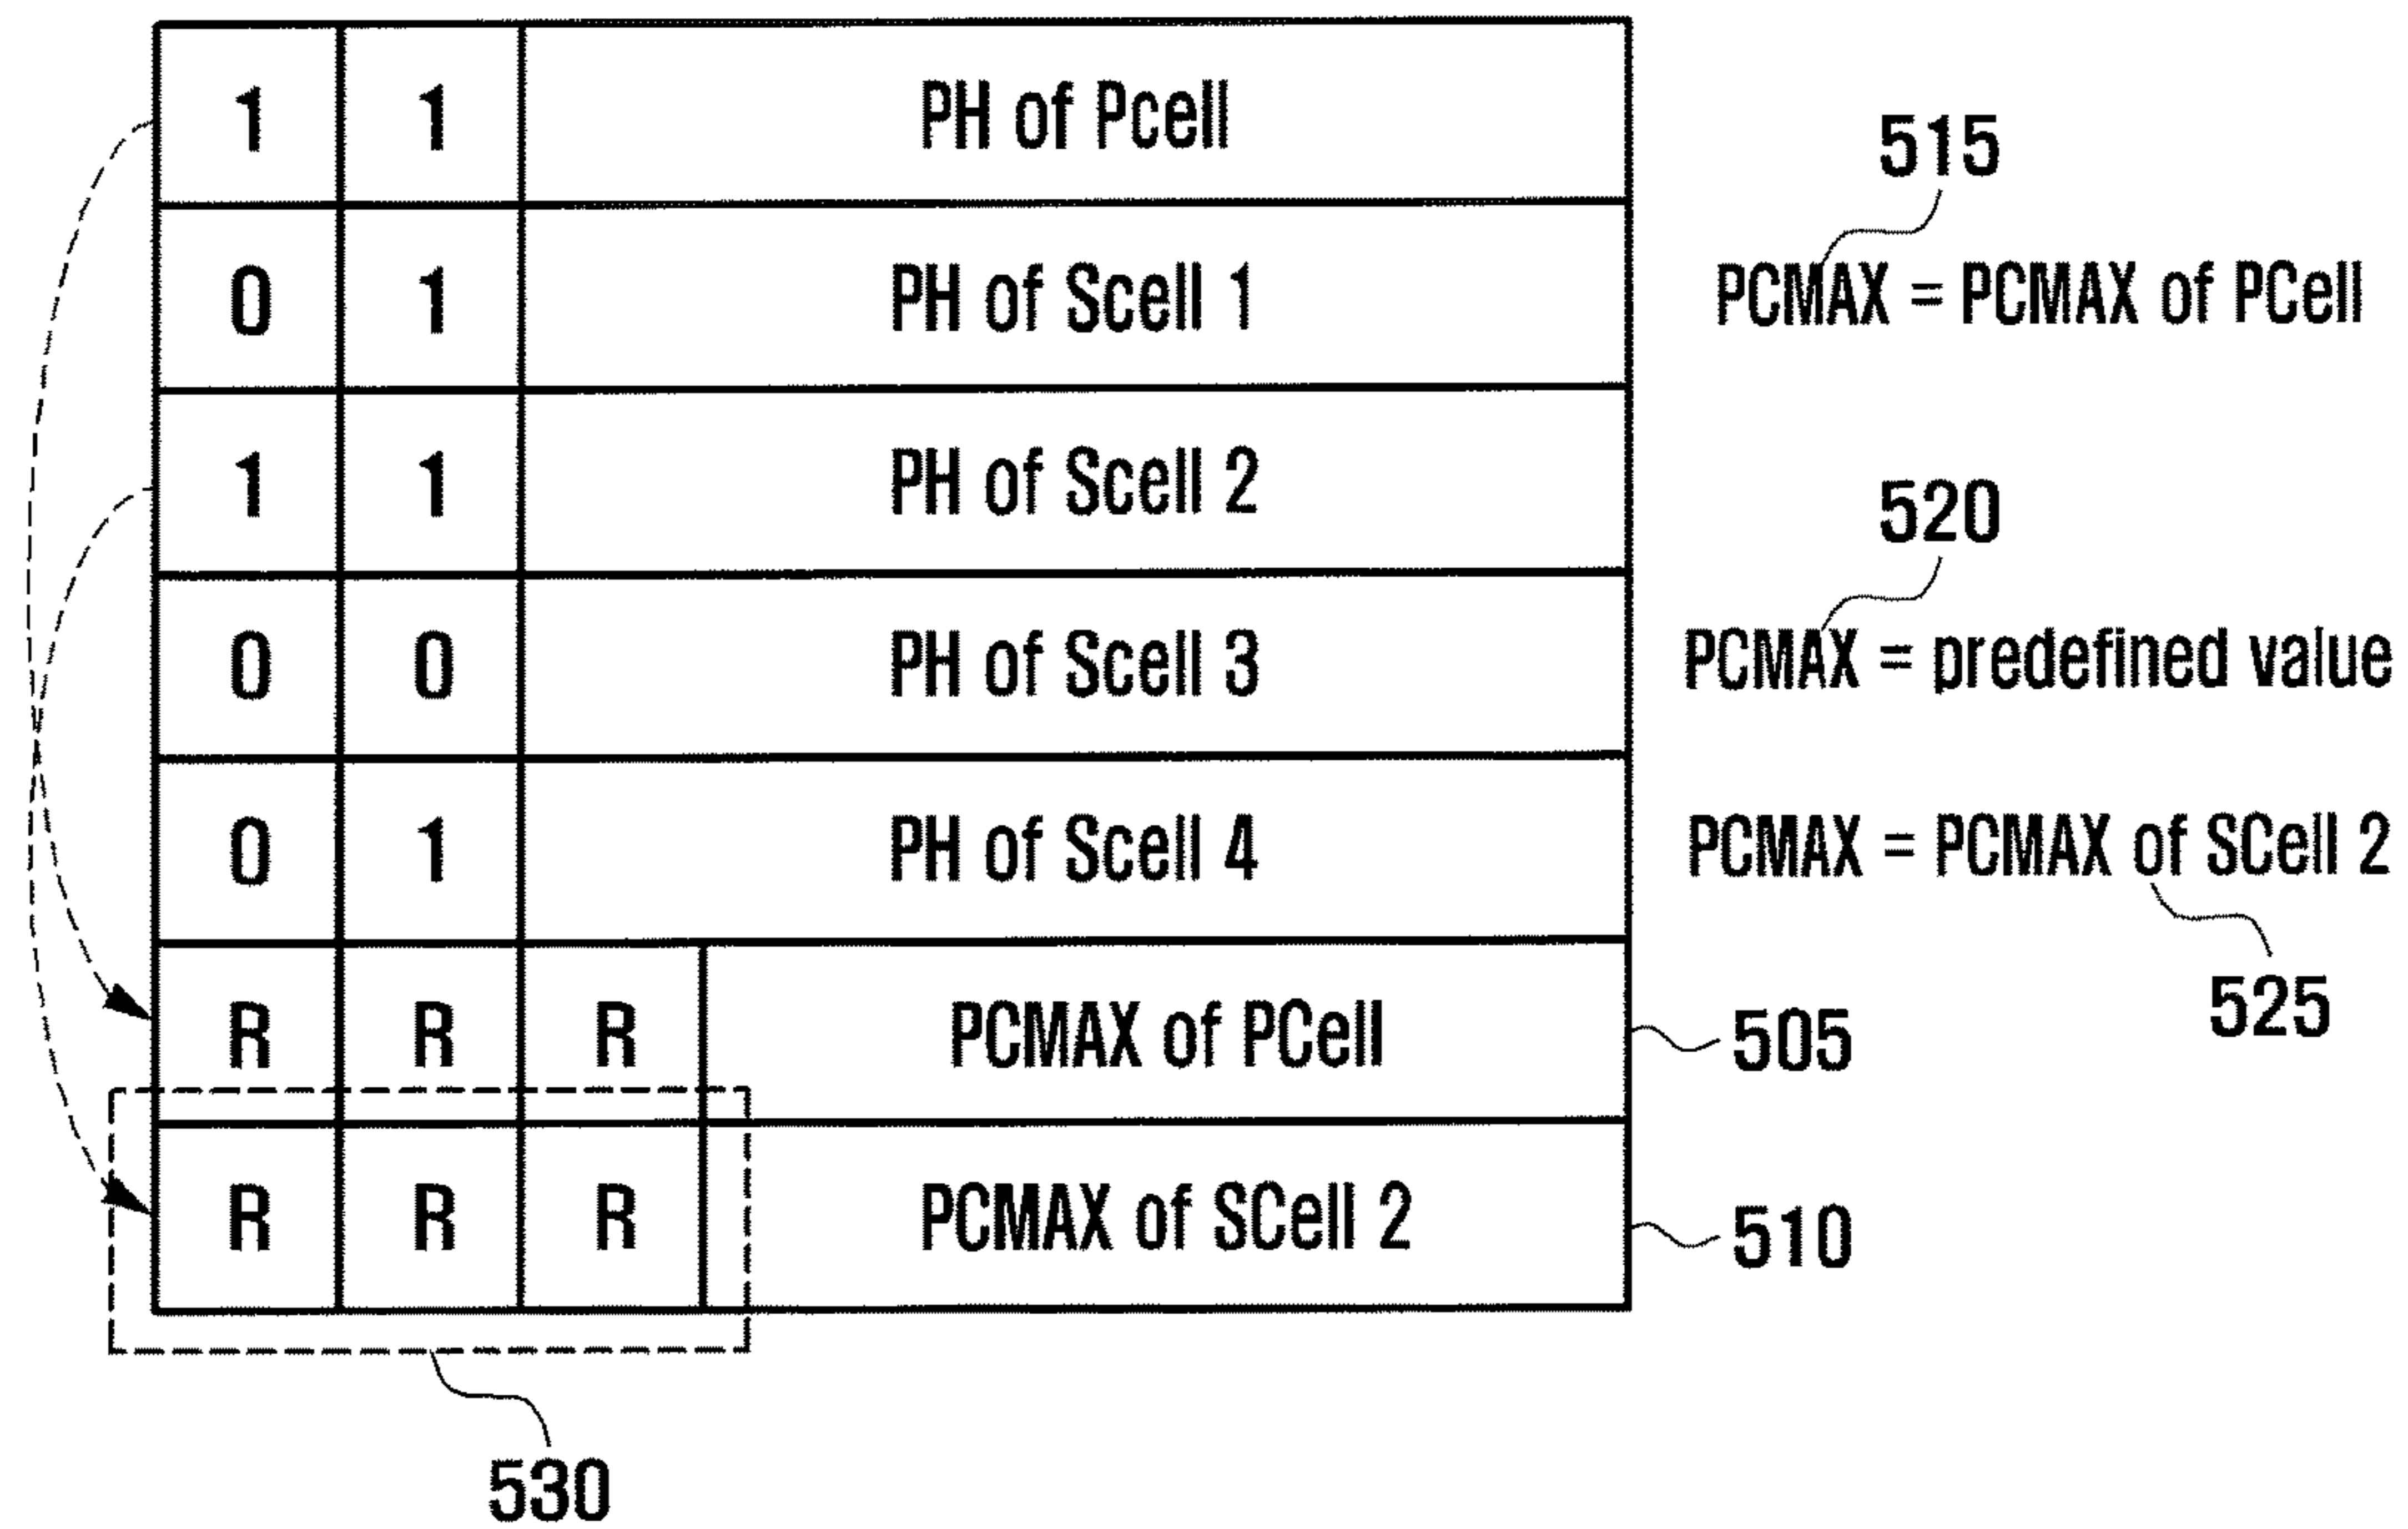 1 1 PH of Pcell
515
0 1 PH of Scell 1 PCMAX = PCMAX of PCell
1 1 PH of Scell 2
520
0 0 PH of Scell 3 PCMAX = predefined value
0 1 PH of Scell 4 PCMAX = PCMAX of SCell 2
525
R R R PCMAX of PCell 505
R R R PCMAX of SCell 2 510
530